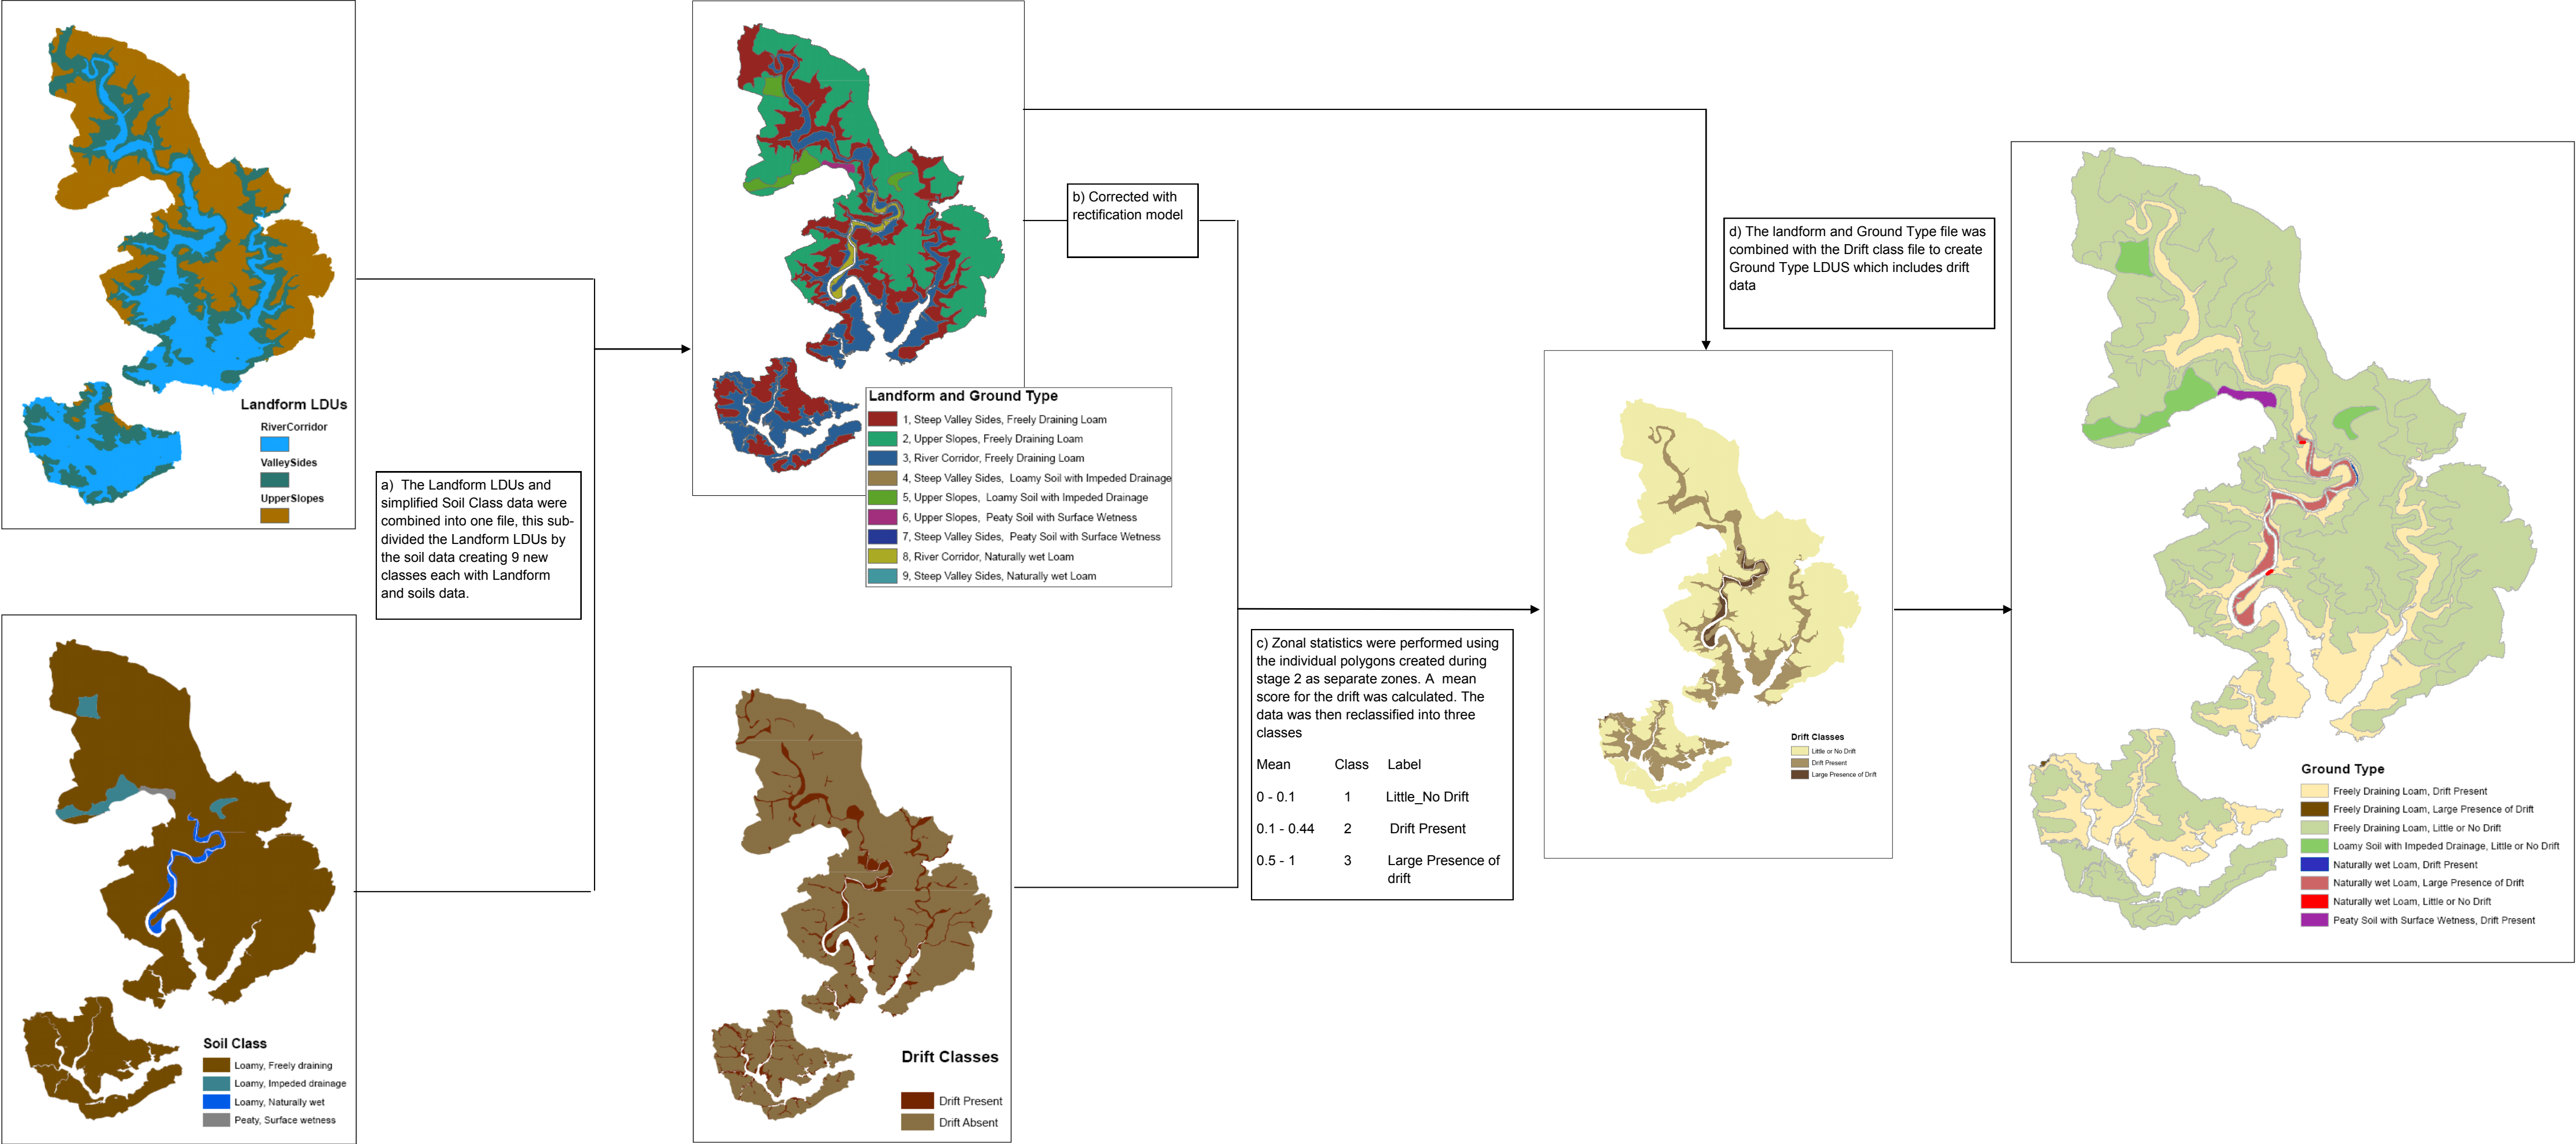 Landform LDUs
RiverCorridor
ValleySides
UpperSlopes
Soil Class
Loamy, Freely draining
Loamy, Impeded drainage
Loamy, Naturally wet
Peaty, Surface wetness
a)  The Landform LDUs and
simplified Soil Class data were
combined into one file, this sub-
divided the Landform LDUs by
the soil data creating 9 new
classes each with Landform
and soils data.
Landform and Ground Type
1, Steep Valley Sides, Freely Draining Loam
2, Upper Slopes, Freely Draining Loam
3, River Corridor, Freely Draining Loam
4, Steep Valley Sides,  Loamy Soil with Impeded Drainage
5, Upper Slopes,  Loamy Soil with Impeded Drainage
6, Upper Slopes,  Peaty Soil with Surface Wetness
7, Steep Valley Sides,  Peaty Soil with Surface Wetness
8, River Corridor, Naturally wet Loam
9, Steep Valley Sides, Naturally wet Loam
Drift Classes
Drift Present
Drift Absent
b) Corrected with
rectification model
c) Zonal statistics were performed using
the individual polygons created during
stage 2 as separate zones. A  mean
score for the drift was calculated. The
data was then reclassified into three
classes
Mean Class Label
0 - 0.1 1 Little_No Drift
0.1 - 0.44 2 Drift Present
0.5 - 1 3 Large Presence of
drift
Drift Classes
Little or No Drift
Drift Present
Large Presence of Drift
d) The landform and Ground Type file was
combined with the Drift class file to create
Ground Type LDUS which includes drift
data
Ground Type
Freely Draining Loam, Drift Present
Freely Draining Loam, Large Presence of Drift
Freely Draining Loam, Little or No Drift
Loamy Soil with Impeded Drainage, Little or No Drift
Naturally wet Loam, Drift Present
Naturally wet Loam, Large Presence of Drift
Naturally wet Loam, Little or No Drift
Peaty Soil with Surface Wetness, Drift Present